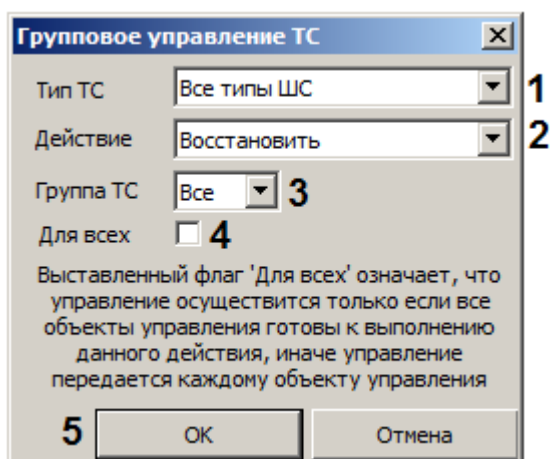 Групповое управление ТС
Тип ТС Все типы ШС 1
Действие Восстановить 2
Группа ТС Все 3
Для всех 4
Выставленный флаг 'Для всех' означает, что
управление осуществится только если все
объекты управления готовы к выполнению
данного действия, иначе управление
передается каждому объекту управления
5 OK Отмена